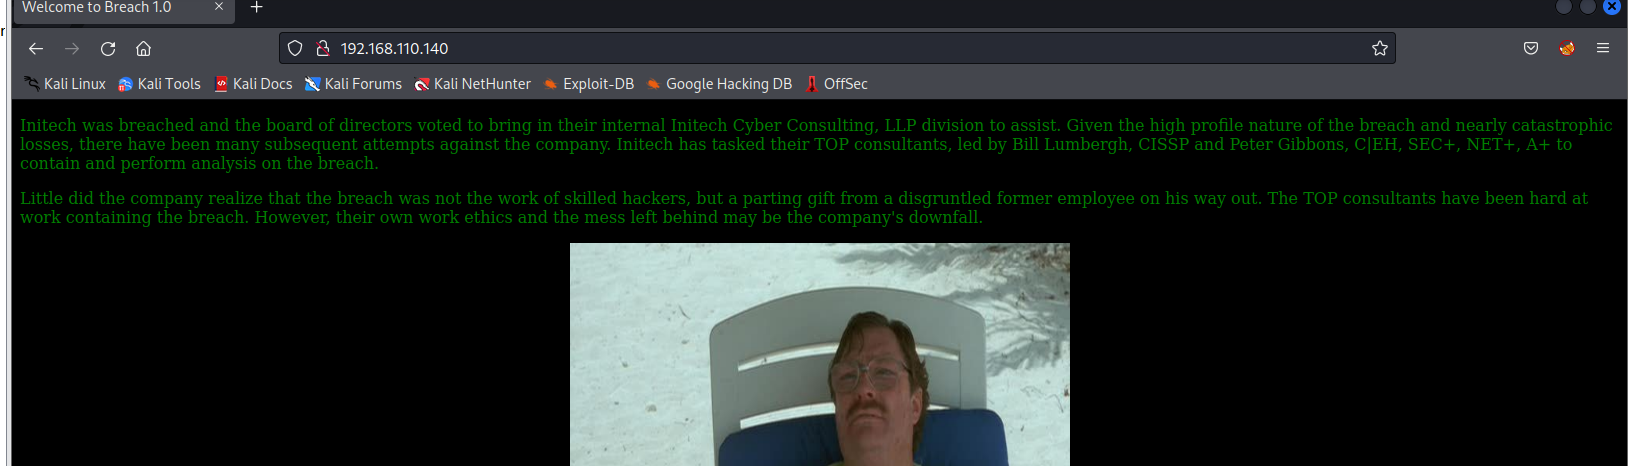 Welcome to Breach 1.0
192.168.110.140
Kali Linux Kali Tools Kali Docs Kali Forums Kali NetHunter Exploit-DB Google Hacking DB OffSec
Initech was breached and the board of directors voted to bring in their internal Initech Cyber Consulting, LLP division to assist. Given the high profile nature of the breach and nearly catastrophic
losses, there have been many subsequent attempts against the company. Initech has tasked their TOP consultants, led by Bill Lumbergh, CISSP and Peter Gibbons, C|EH, SEC+, NET+, A+ to
contain and perform analysis on the breach.
Little did the company realize that the breach was not the work of skilled hackers, but a parting gift from a disgruntled former employee on his way out. The TOP consultants have been hard at
work containing the breach. However, their own work ethics and the mess left behind may be the company's downfall.